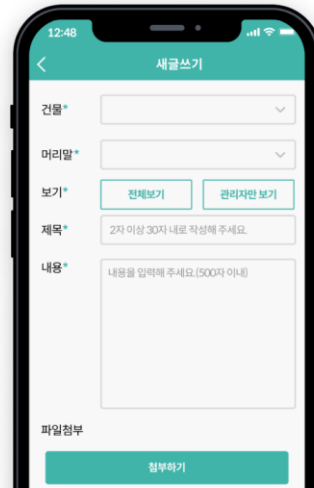 12:48
새글쓰기
건물*
머리말*
보기*
전체보기
관리자만 보기
제목*
2자 이상 30자 내로 작성해 주세요.
내용*
내용을 입력해 주세요.(500자 이내)
파일첨부
첨부하기